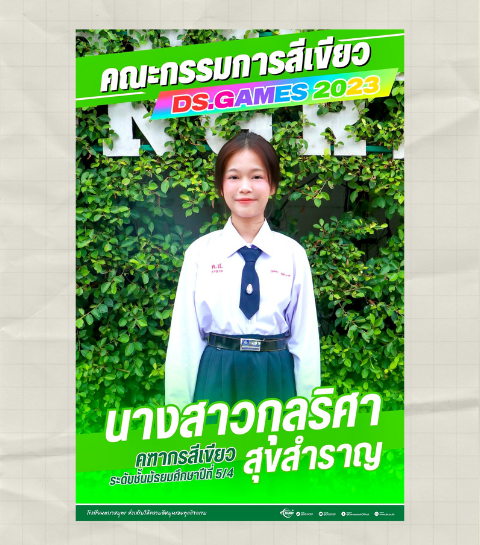 คณะกรรมการสีเขียว
DS.GAMES 2023
นางสาวกุลริศา
คฑากรสีเขียว
สุขสำราญ
ระดับชั้นมัธยมศึกษาปีที่ 5/4